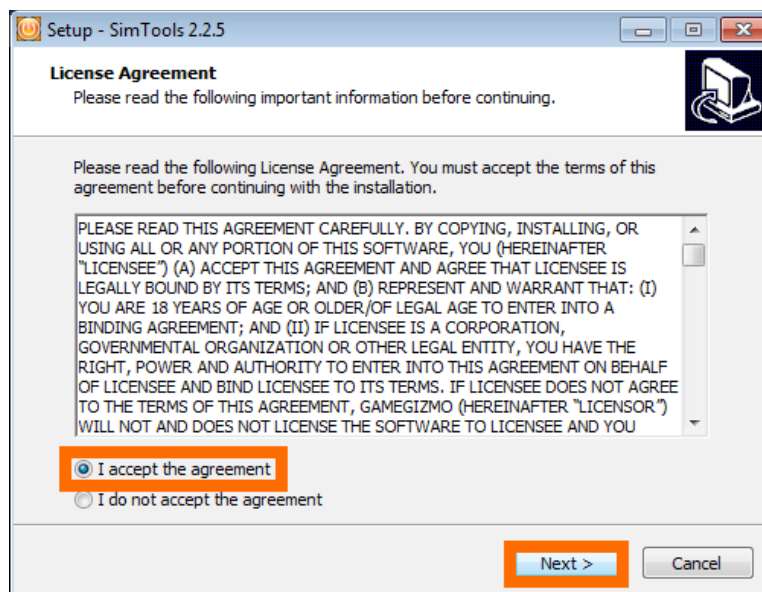 Setup - SimTools 2.2.5
License Agreement
Please read the following important information before continuing.
Please read the following License Agreement. You must accept the terms of this
agreement before continuing with the installation.
PLEASE READ THIS AGREEMENT CAREFULLY. BY COPYING, INSTALLING, OR
USING ALL OR ANY PORTION OF THIS SOFTWARE, YOU (HEREINAFTER
"LICENSEE") (A) ACCEPT THIS AGREEMENT AND AGREE THAT LICENSEE IS
LEGALLY BOUND BY ITS TERMS; AND (B) REPRESENT AND WARRANT THAT: (I)
YOU ARE 18 YEARS OF AGE OR OLDER/OF LEGAL AGE TO ENTER INTO A
BINDING AGREEMENT; AND (II) IF LICENSEE IS A CORPORATION,
GOVERNMENTAL ORGANIZATION OR OTHER LEGAL ENTITY, YOU HAVE THE
RIGHT, POWER AND AUTHORITY TO ENTER INTO THIS AGREEMENT ON BEHALF
OF LICENSEE AND BIND LICENSEE TO ITS TERMS. IF LICENSEE DOES NOT AGREE
TO THE TERMS OF THIS AGREEMENT, GAMEGIZMO (HEREINAFTER "LICENSOR")
WILL NOT AND DOES NOT LICENSE THE SOFTWARE TO LICENSEE AND YOU
I accept the agreement
I do not accept the agreement
Next >
Cancel